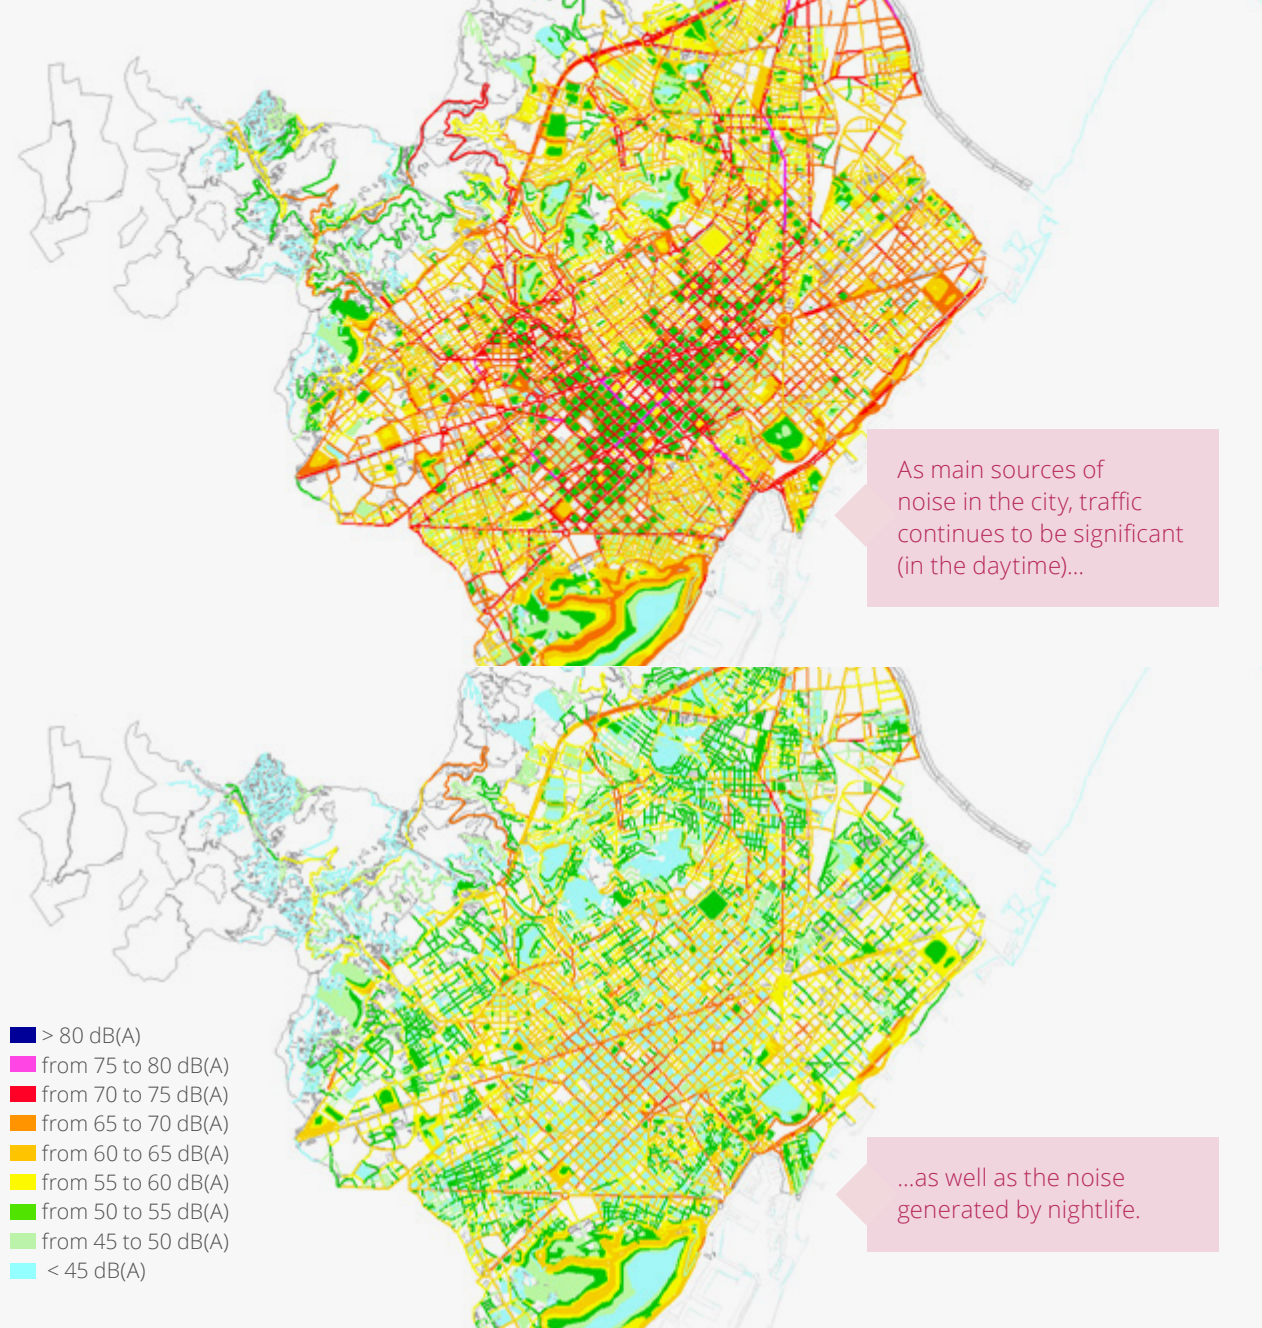 As main sources of
noise in the city, traffic
continues to be significant
(in the daytime)...
> 80 dB(A)
from 75 to 80 dB(A)
from 70 to 75 dB(A)
from 65 to 70 dB(A)
from 60 to 65 dB(A)
from 55 to 60 dB(A)
from 50 to 55 dB(A)
from 45 to 50 dB(A)
< 45 dB(A)
...as well as the noise
generated by nightlife.